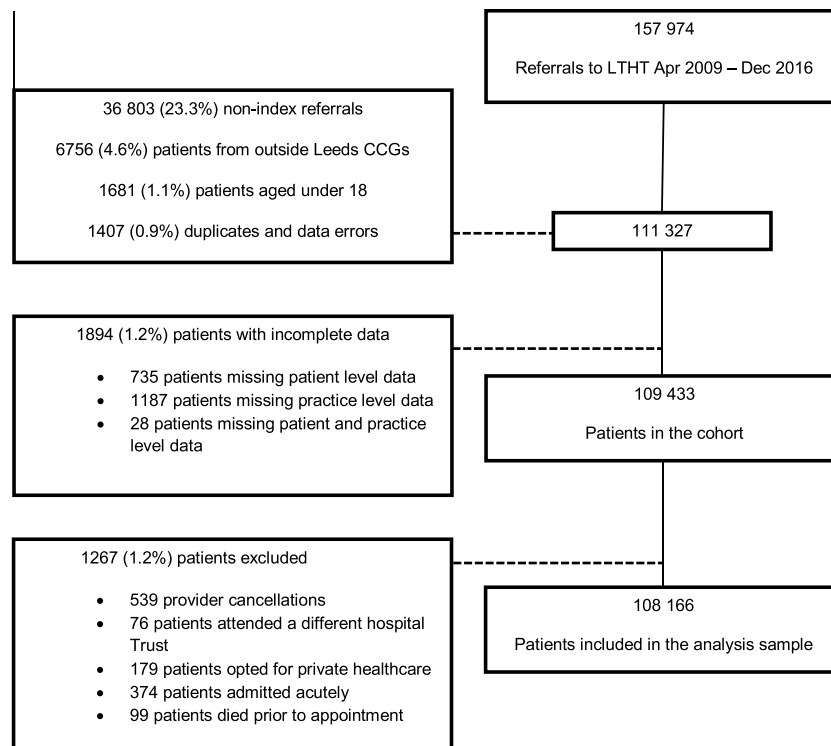 157 974
Referrals to LTHT Apr 2009 – Dec 2016
36 803 (23.3%) non-index referrals
6756 (4.6%) patients from outside Leeds CCGs
1681 (1.1%) patients aged under 18
1407 (0.9%) duplicates and data errors
111 327
1894 (1.2%) patients with incomplete data
• 735 patients missing patient level data
• 1187 patients missing practice level data
• 28 patients missing patient and practice
level data
109 433
Patients in the cohort
1267 (1.2%) patients excluded
• 539 provider cancellations
• 76 patients attended a different hospital
Trust
• 179 patients opted for private healthcare
• 374 patients admitted acutely
• 99 patients died prior to appointment
108 166
Patients included in the analysis sample